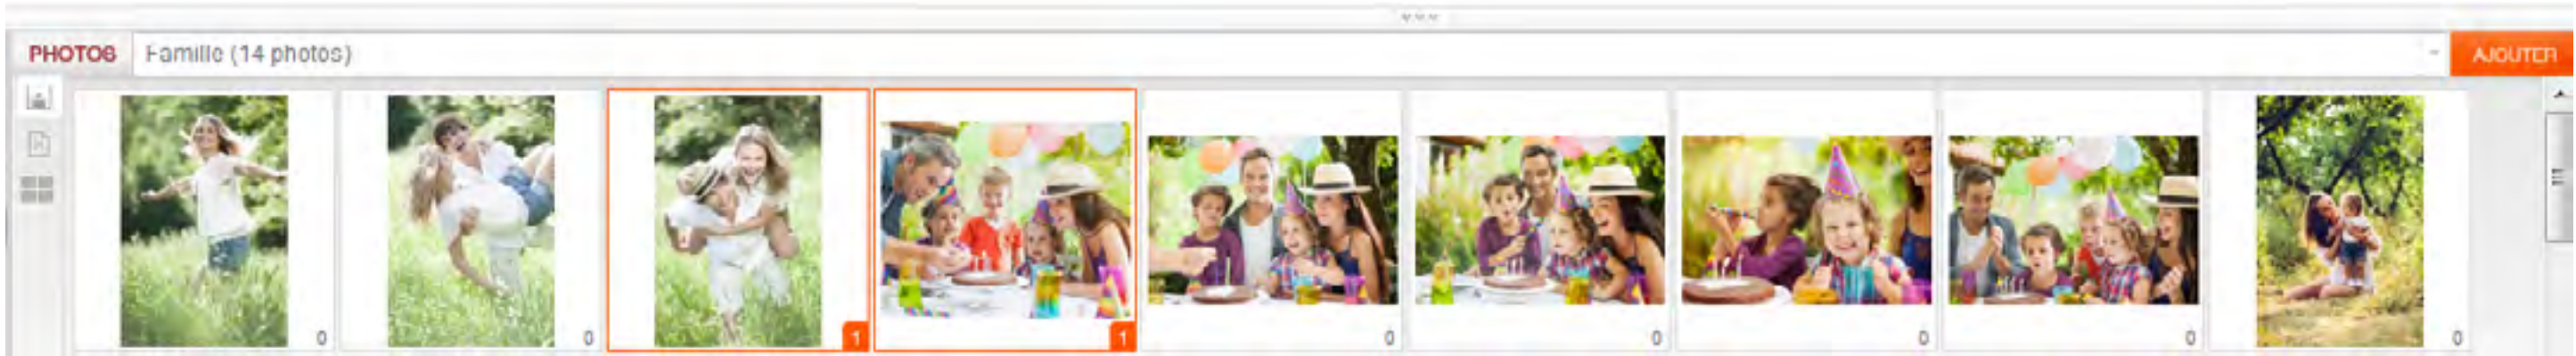 PHOTOS Famille (14 photos) AJOUTER
0 0 1 1 0 0 0 0 0